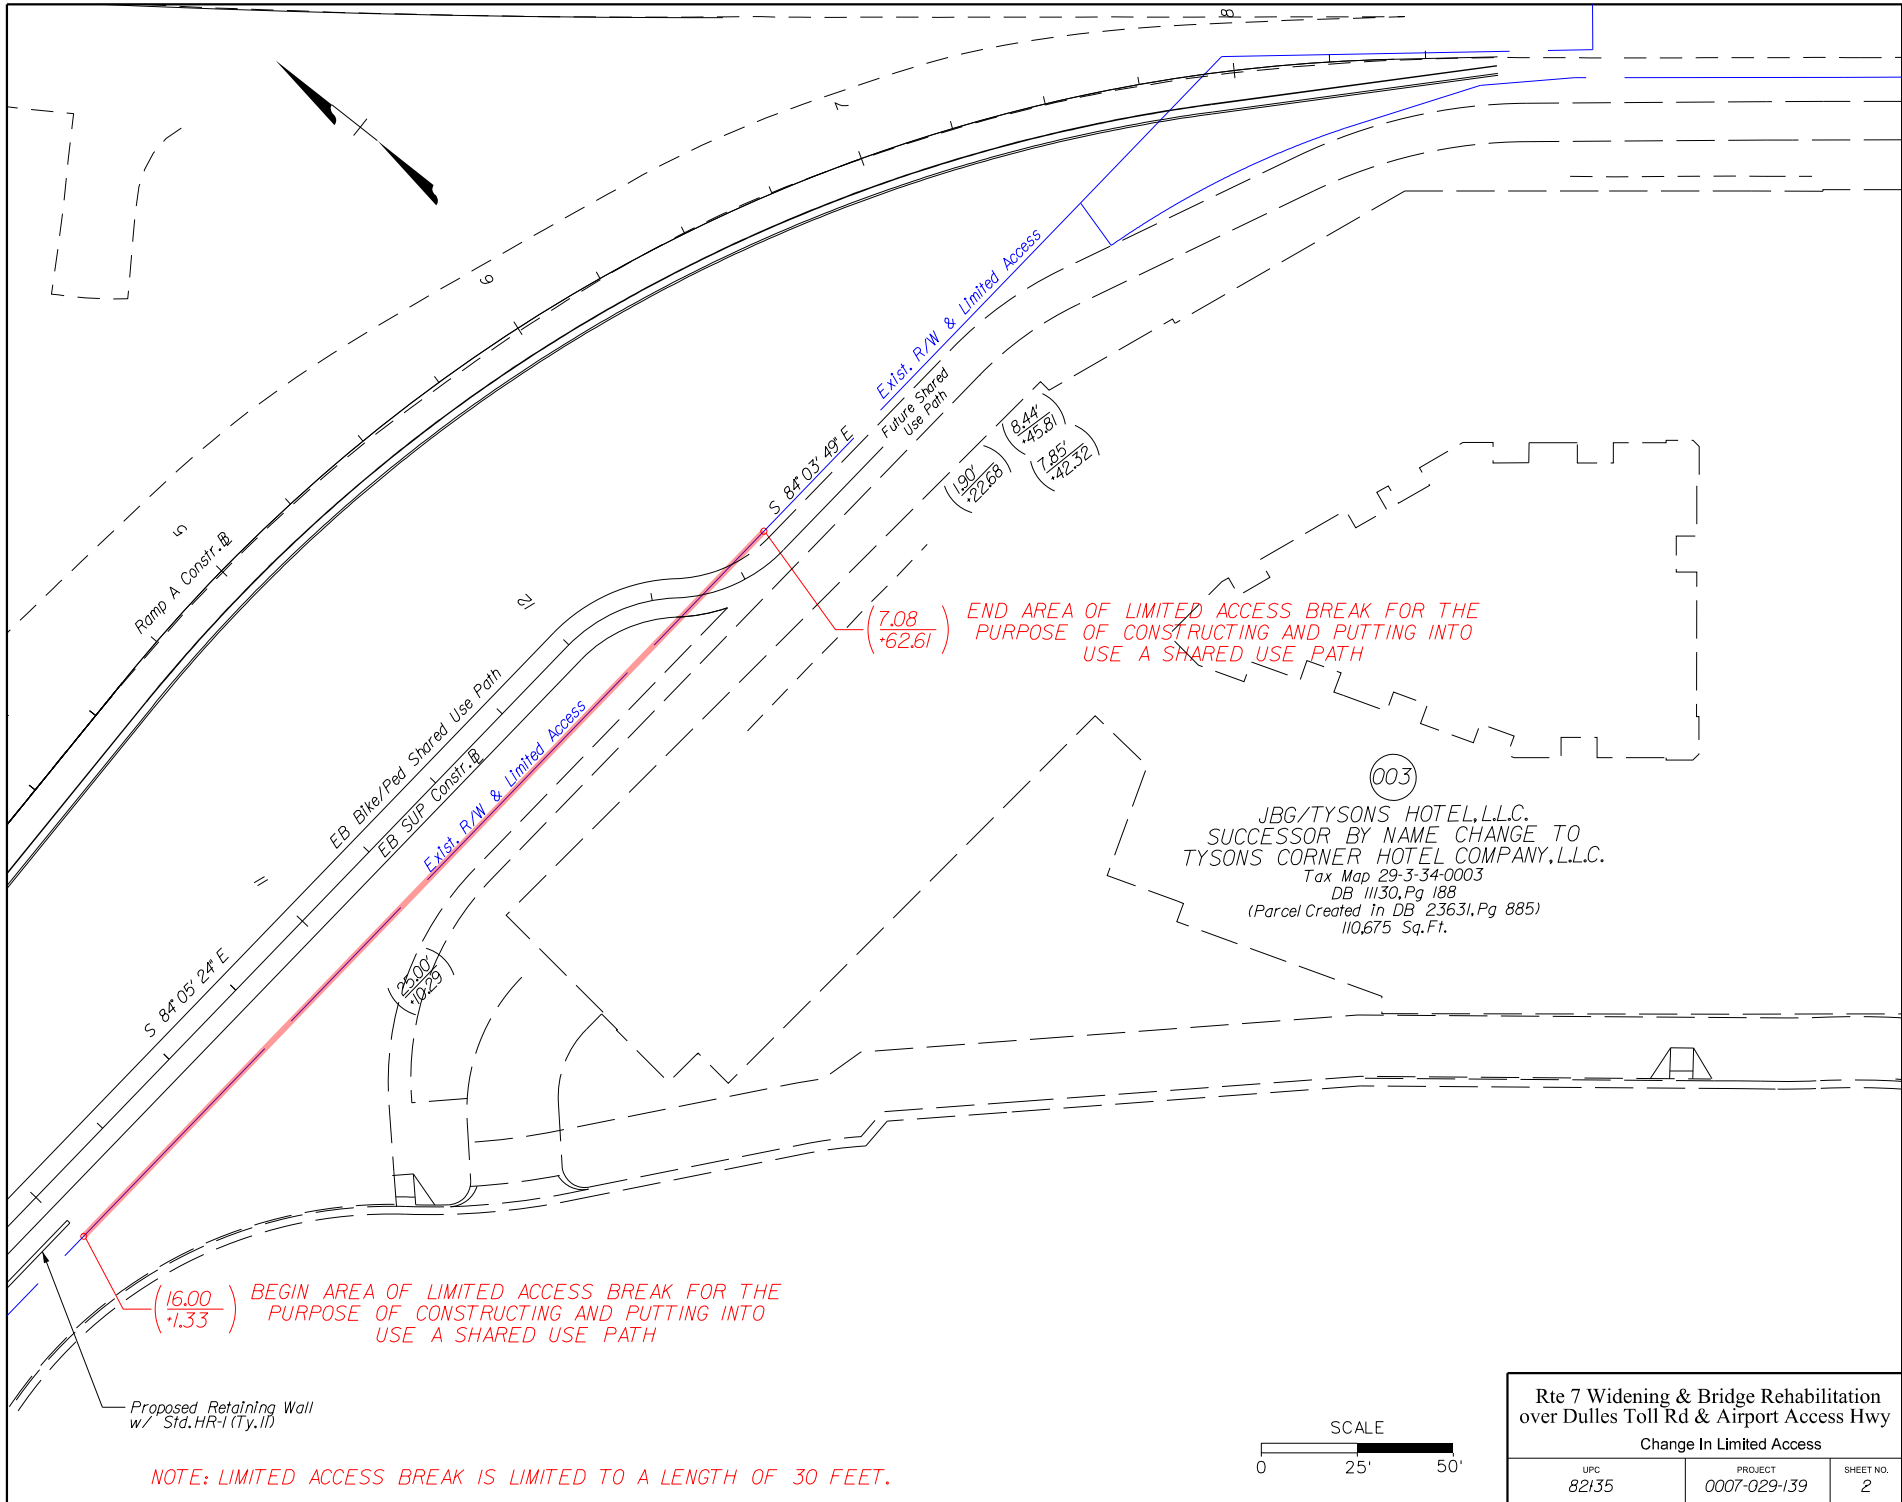 8
7
6
5
Ramp A Constr. BL
Exist. R/W & Limited Access
Future Shared
Use Path
S 84° 03' 49" E
(8.44'
+45.81)
(7.85'
+42.32)
(1.90'
+22.68)
12
(7.08
+62.61)
END AREA OF LIMITED ACCESS BREAK FOR THE
PURPOSE OF CONSTRUCTING AND PUTTING INTO
USE A SHARED USE PATH
EB Bike/Ped Shared Use Path
EB SUP Constr. BL
Exist. R/W & Limited Access
11
S 84° 05' 24" E
(25.00'
+10.29)
003
JBG/TYSONS HOTEL, L.L.C.
SUCCESSOR BY NAME CHANGE TO
TYSONS CORNER HOTEL COMPANY, L.L.C.
Tax Map 29-3-34-0003
DB 11130, Pg 188
(Parcel Created in DB 23631, Pg 885)
110,675 Sq. Ft.
(16.00
+1.33)
BEGIN AREA OF LIMITED ACCESS BREAK FOR THE
PURPOSE OF CONSTRUCTING AND PUTTING INTO
USE A SHARED USE PATH
Proposed Retaining Wall
w/ Std. HR-1 (Ty. II)
NOTE: LIMITED ACCESS BREAK IS LIMITED TO A LENGTH OF 30 FEET.
SCALE
0 25' 50'
Rte 7 Widening & Bridge Rehabilitation
over Dulles Toll Rd & Airport Access Hwy
Change In Limited Access
UPC PROJECT SHEET NO.
82135 0007-029-139 2